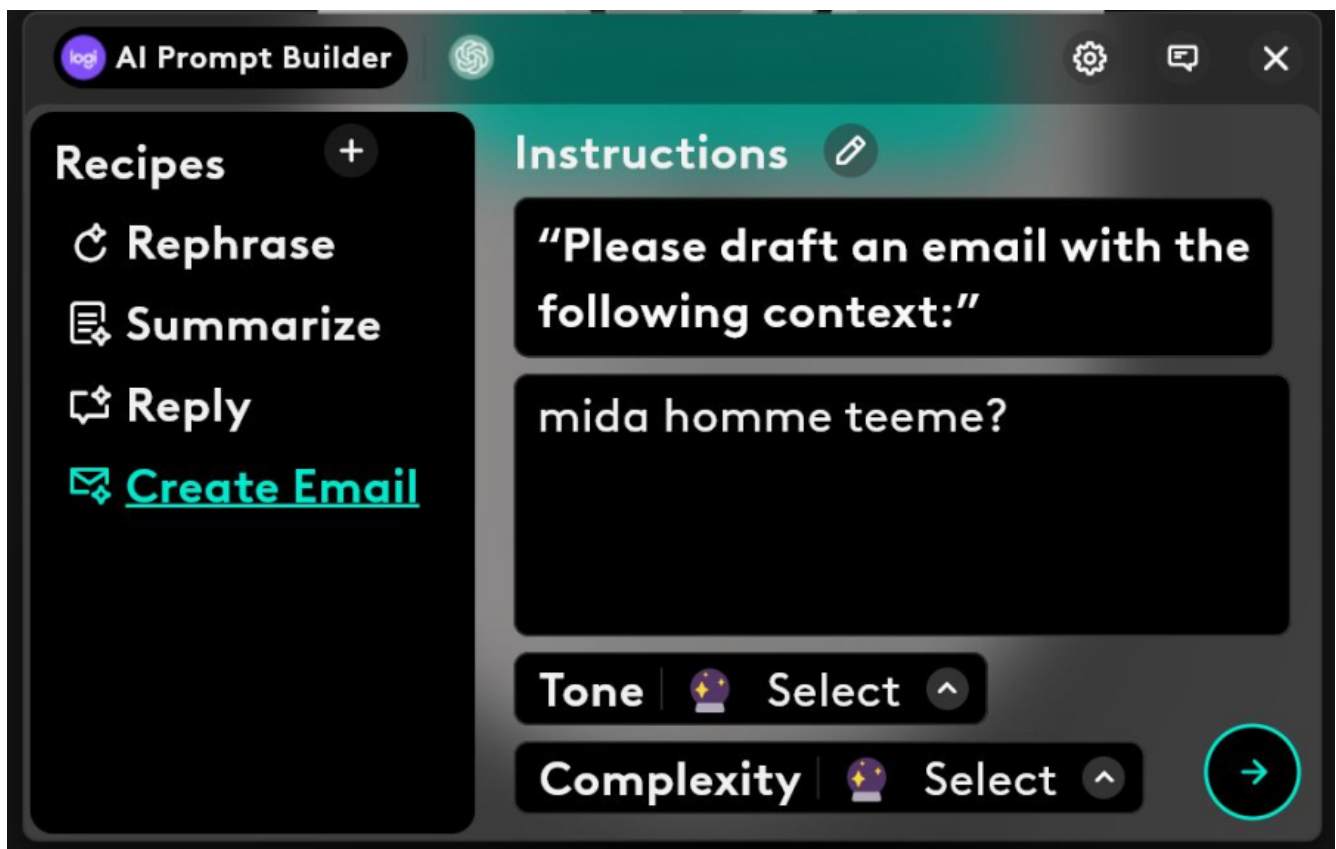 logi AI Prompt Builder
Recipes +
Rephrase
Summarize
Reply
Create Email
Instructions
“Please draft an email with the
following context:”
mida homme teeme?
Tone Select
Complexity Select